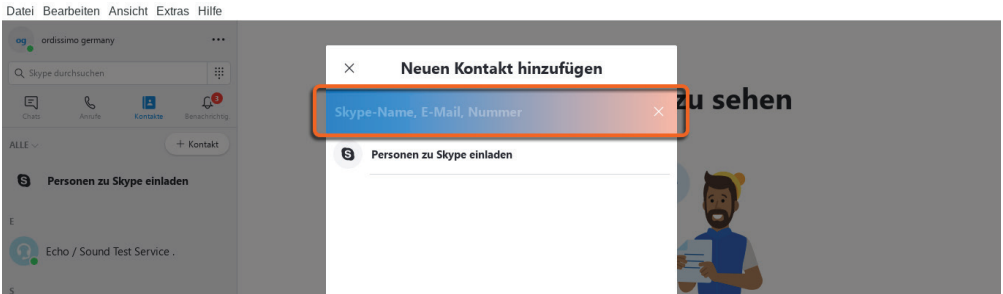 Datei Bearbeiten Ansicht Extras Hilfe
og ordissimo germany
Skype durchsuchen
Chats Anrufe Kontakte Benachrichtig.
1
ALLE
+ Kontakt
Personen zu Skype einladen
E
Echo / Sound Test Service .
S
Neuen Kontakt hinzufügen
Skype-Name, E-Mail, Nummer
Personen zu Skype einladen
zu sehen